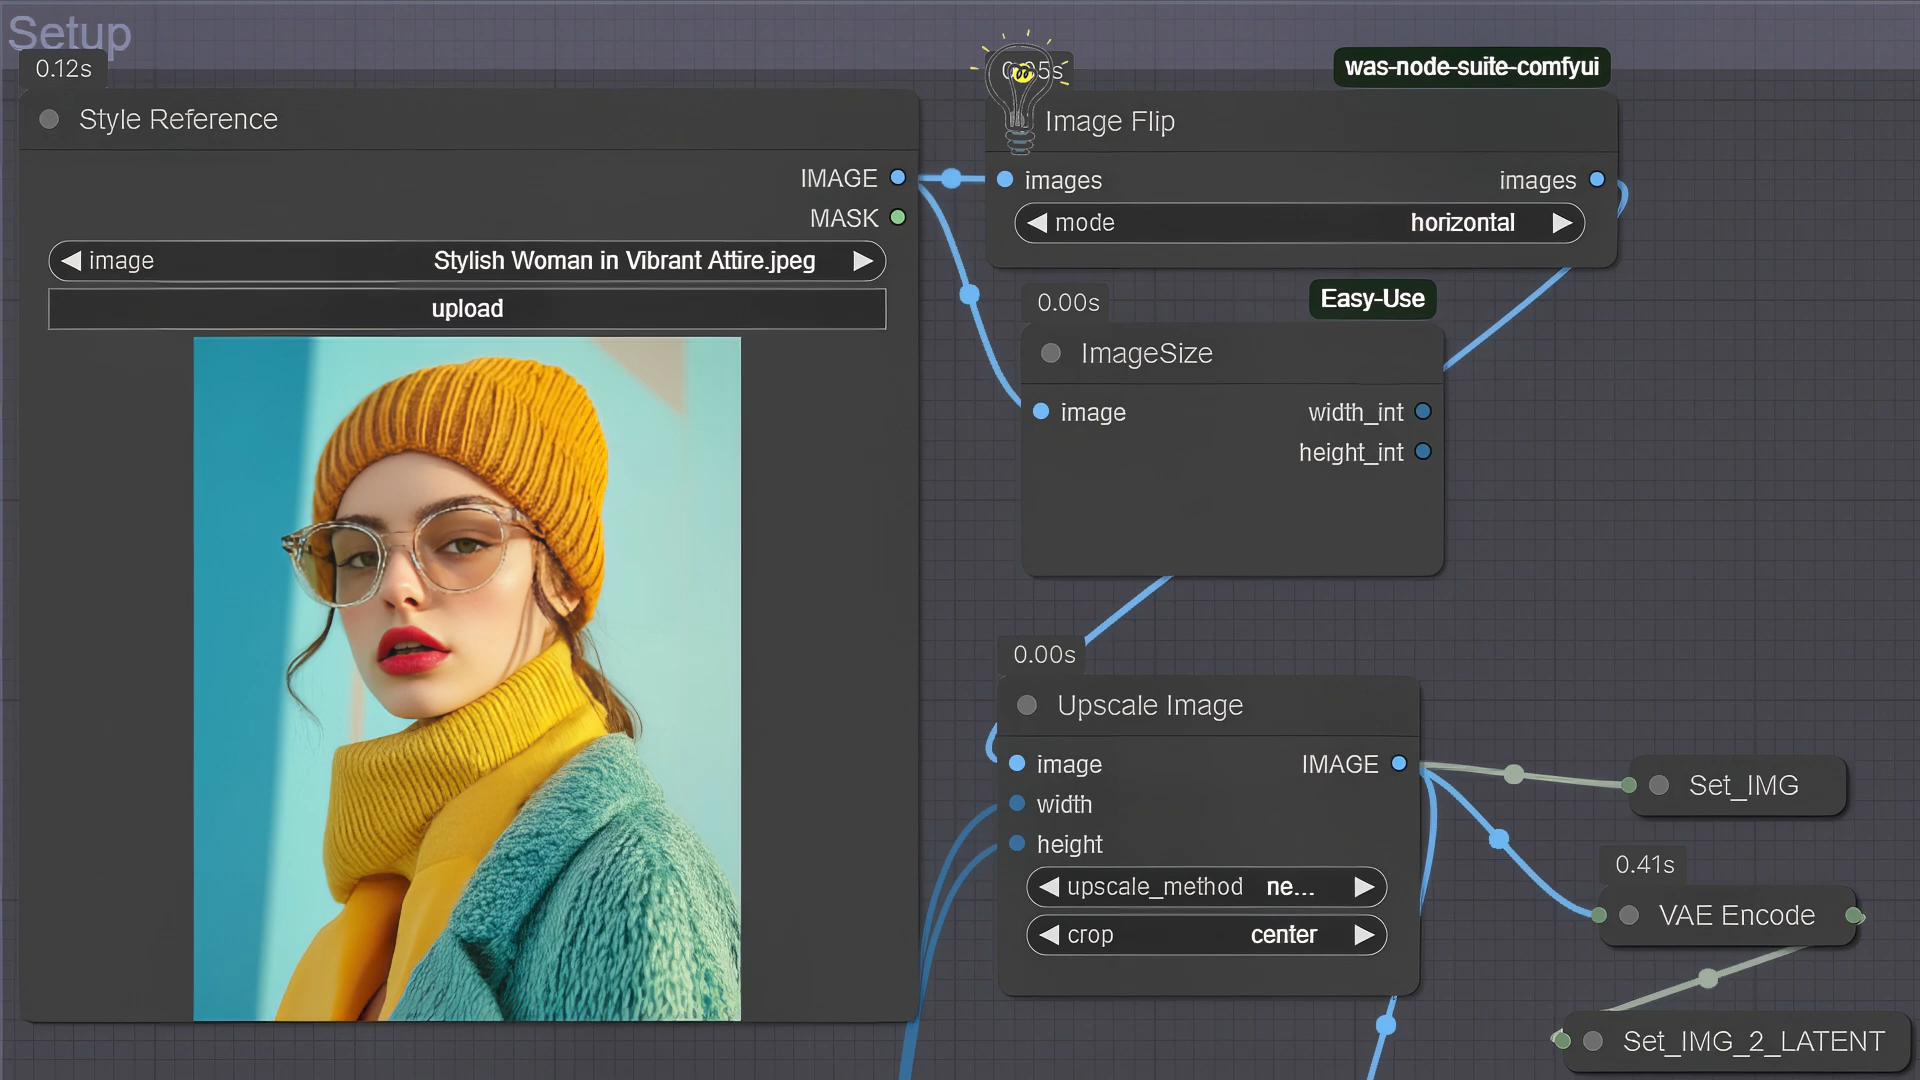 Setup
0.12s
Style Reference
IMAGE
MASK
image Stylish Woman in Vibrant Attire.jpeg
upload
was-node-suite-comfyui
Image Flip
images images
mode horizontal
0.00s
Easy-Use
ImageSize
image width_int
height_int
0.00s
Upscale Image
image IMAGE
width
height
upscale_method ne...
crop center
Set_IMG
0.41s
VAE Encode
Set_IMG_2_LATENT